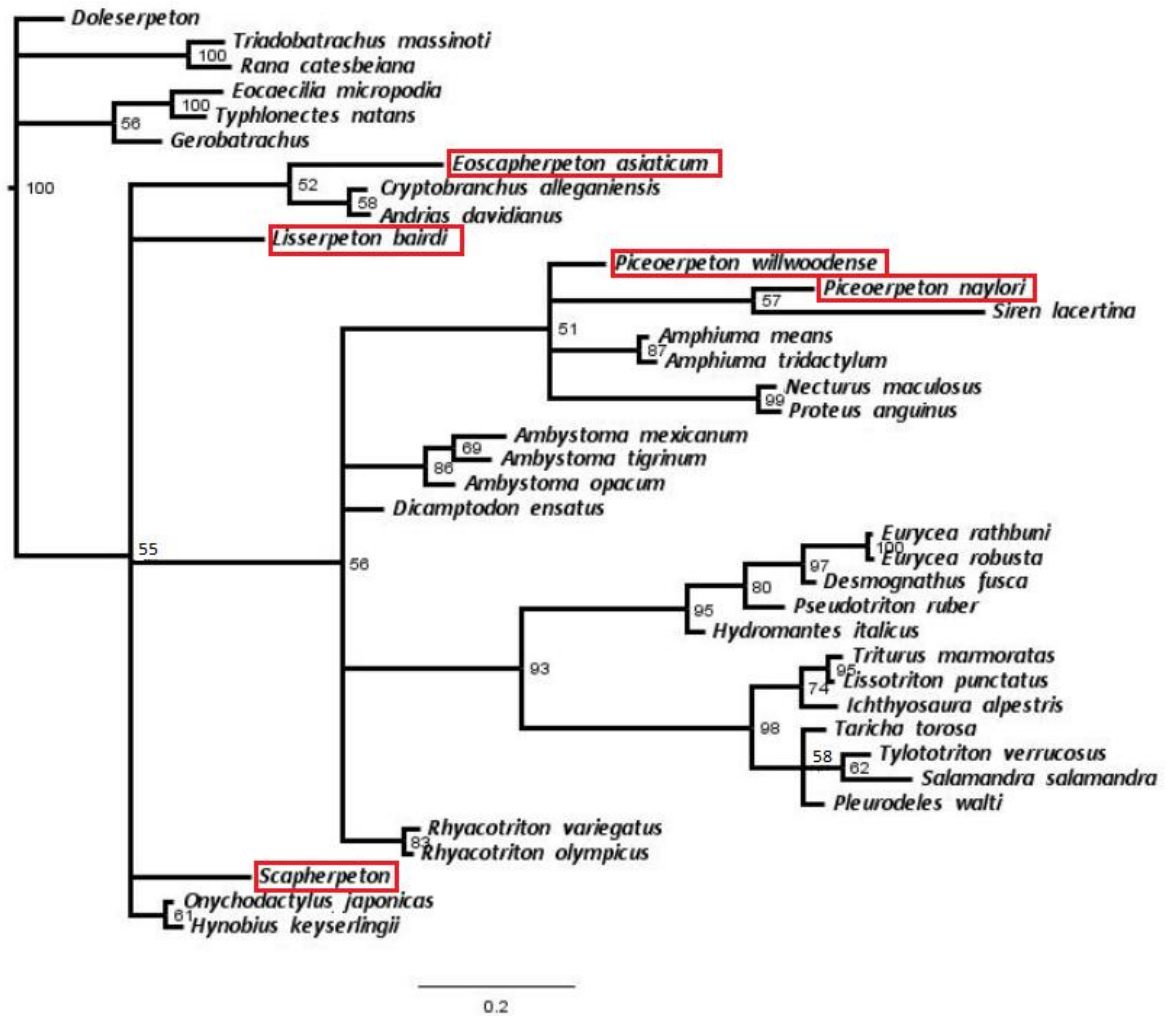 Doleserpeton
Triadobatrachus massinoti
100
Rana catesbeiana
Eocaecilia micropodia
100
Typhlonectes natans
56
Gerobatrachus
Eoscapherpeton asiaticum
100
52
Cryptobranchus alleganiensis
58
Andrias davidianus
Lisserpeton bairdi
Piceoerpeton willwoodense
Piceoerpeton naylori
57
Siren lacertina
51
Amphiuma means
87
Amphiuma tridactylum
Necturus maculosus
99
Proteus anguinus
Ambystoma mexicanum
69
Ambystoma tigrinum
86
Ambystoma opacum
Dicamptodon ensatus
Eurycea rathbuni
100
Eurycea robusta
55
56
97
Desmognathus fusca
80
Pseudotriton ruber
95
Hydromantes italicus
93
Triturus marmoratas
95
Lissotriton punctatus
74
Ichthyosaura alpestris
98
Taricha torosa
58
Tylototriton verrucosus
62
Salamandra salamandra
Pleurodeles walti
Rhyacotriton variegatus
83
Rhyacotriton olympicus
Scapherpeton
Onychodactylus japonicas
61
Hynobius keyserlingii
0.2